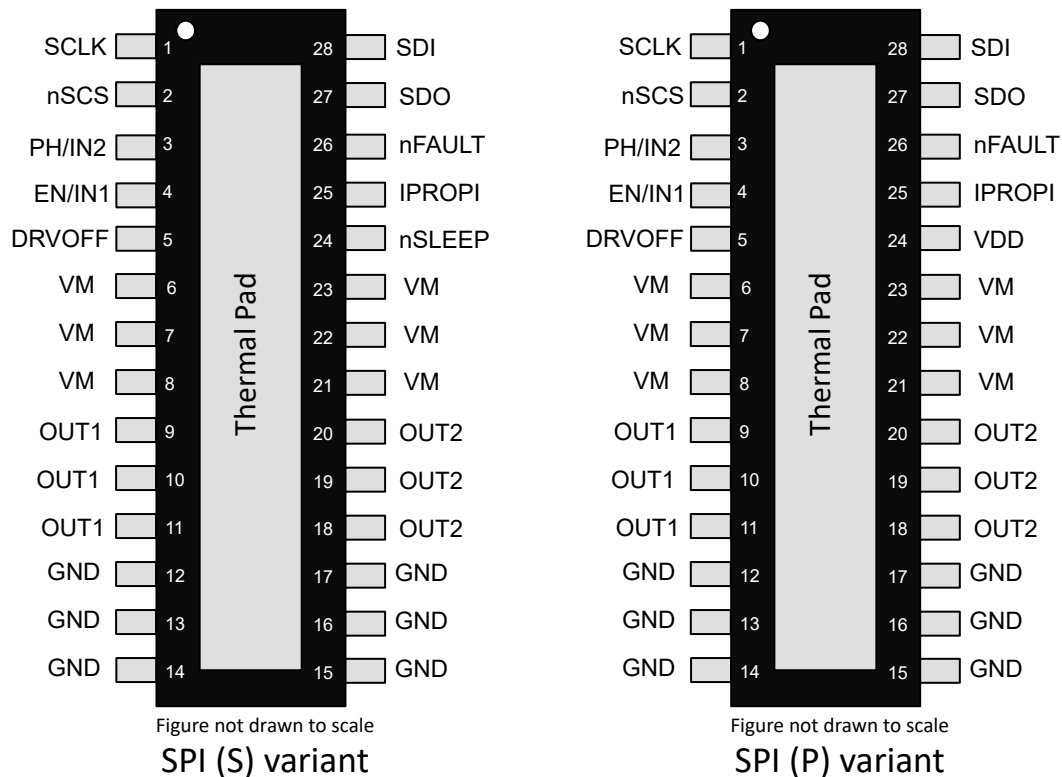 SCLK 1 28 SDI
nSCS 2 27 SDO
PH/IN2 3 26 nFAULT
EN/IN1 4 25 IPROPI
DRVOFF 5 24 nSLEEP
VM 6 23 VM
VM 7 22 VM
VM 8 21 VM
OUT1 9 20 OUT2
OUT1 10 19 OUT2
OUT1 11 18 OUT2
GND 12 17 GND
GND 13 16 GND
GND 14 15 GND
Thermal Pad
Figure not drawn to scale
SPI (S) variant
SCLK 1 28 SDI
nSCS 2 27 SDO
PH/IN2 3 26 nFAULT
EN/IN1 4 25 IPROPI
DRVOFF 5 24 VDD
VM 6 23 VM
VM 7 22 VM
VM 8 21 VM
OUT1 9 20 OUT2
OUT1 10 19 OUT2
OUT1 11 18 OUT2
GND 12 17 GND
GND 13 16 GND
GND 14 15 GND
Thermal Pad
Figure not drawn to scale
SPI (P) variant